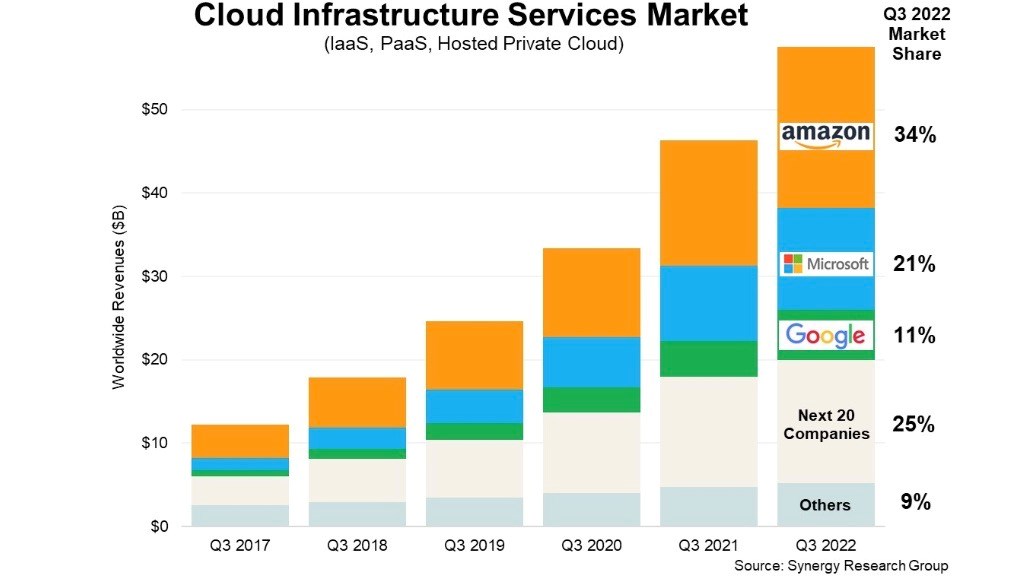 Cloud Infrastructure Services Market
(IaaS, PaaS, Hosted Private Cloud)
Q3 2022
Market
Share
Worldwide Revenues ($B)
$50
$40
$30
$20
$10
$0
amazon
34%
Microsoft
21%
Google
11%
Next 20
Companies
25%
Others
9%
Q3 2017
Q3 2018
Q3 2019
Q3 2020
Q3 2021
Q3 2022
Source: Synergy Research Group